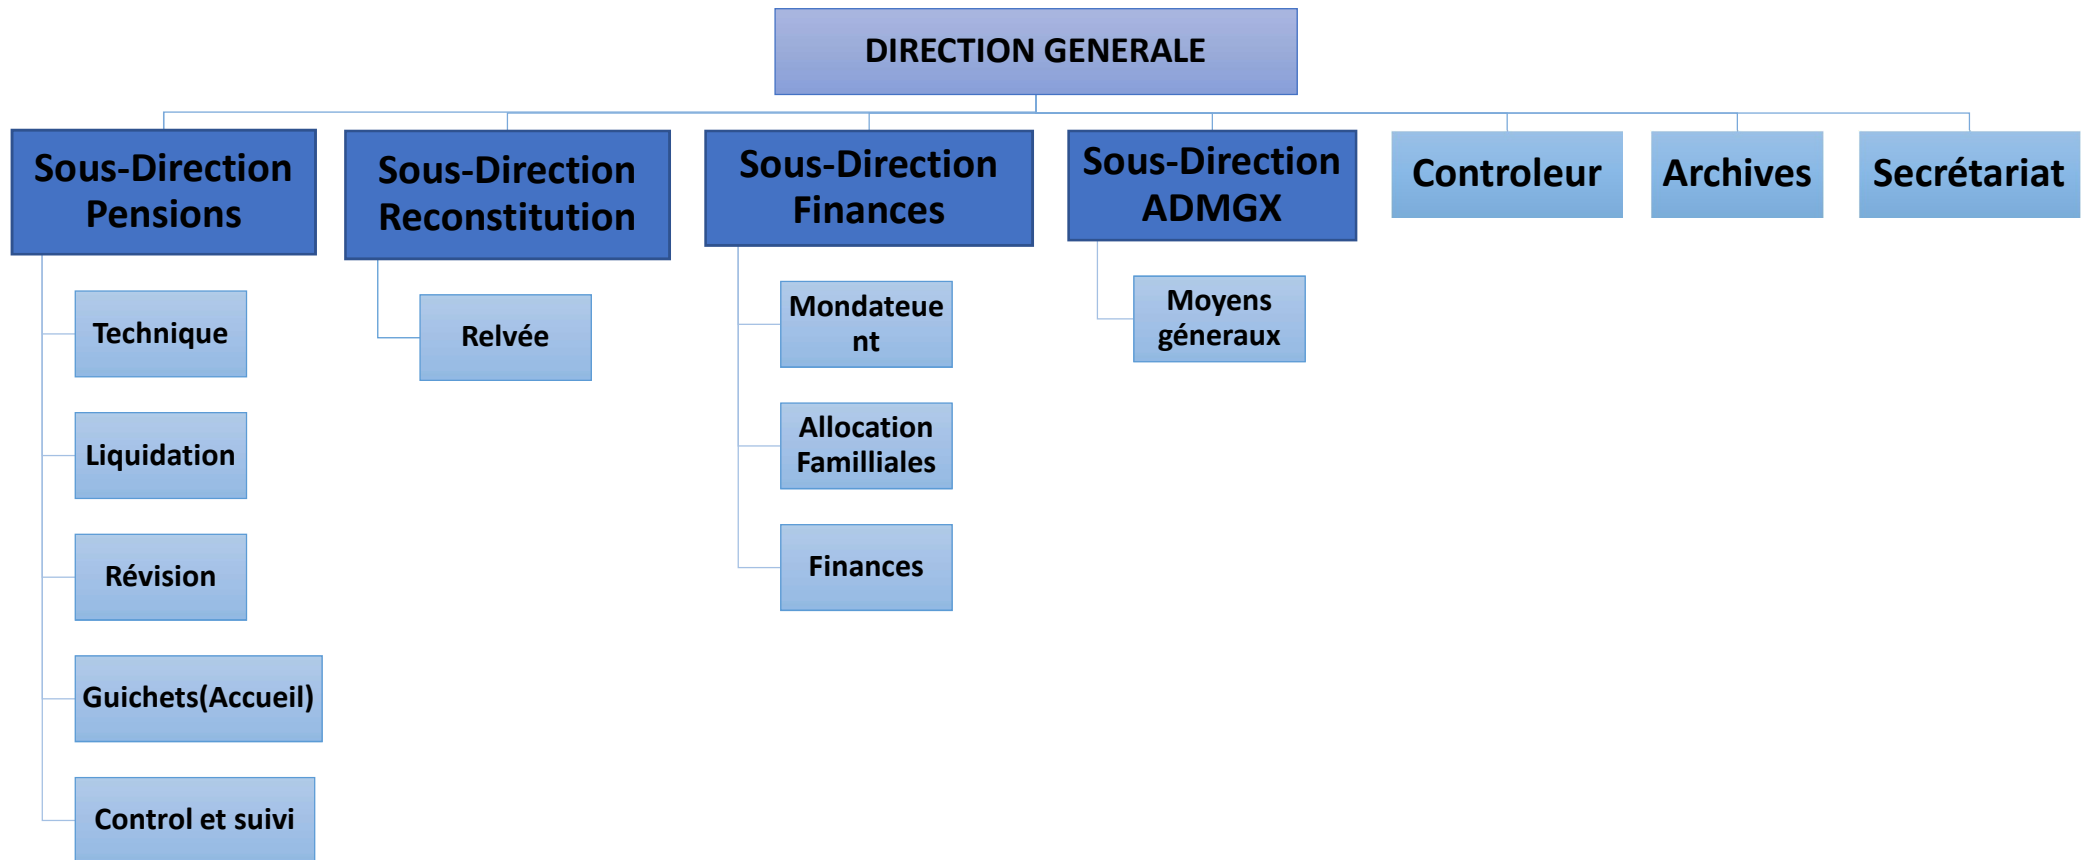 DIRECTION GENERALE
Sous-Direction
Pensions
Sous-Direction
Reconstitution
Sous-Direction
Finances
Sous-Direction
ADMGX
Controleur
Archives
Secrétariat
Technique
Liquidation
Révision
Guichets(Accueil)
Control et suivi
Relvée
Mondateue
nt
Allocation
Familliales
Finances
Moyens
géneraux